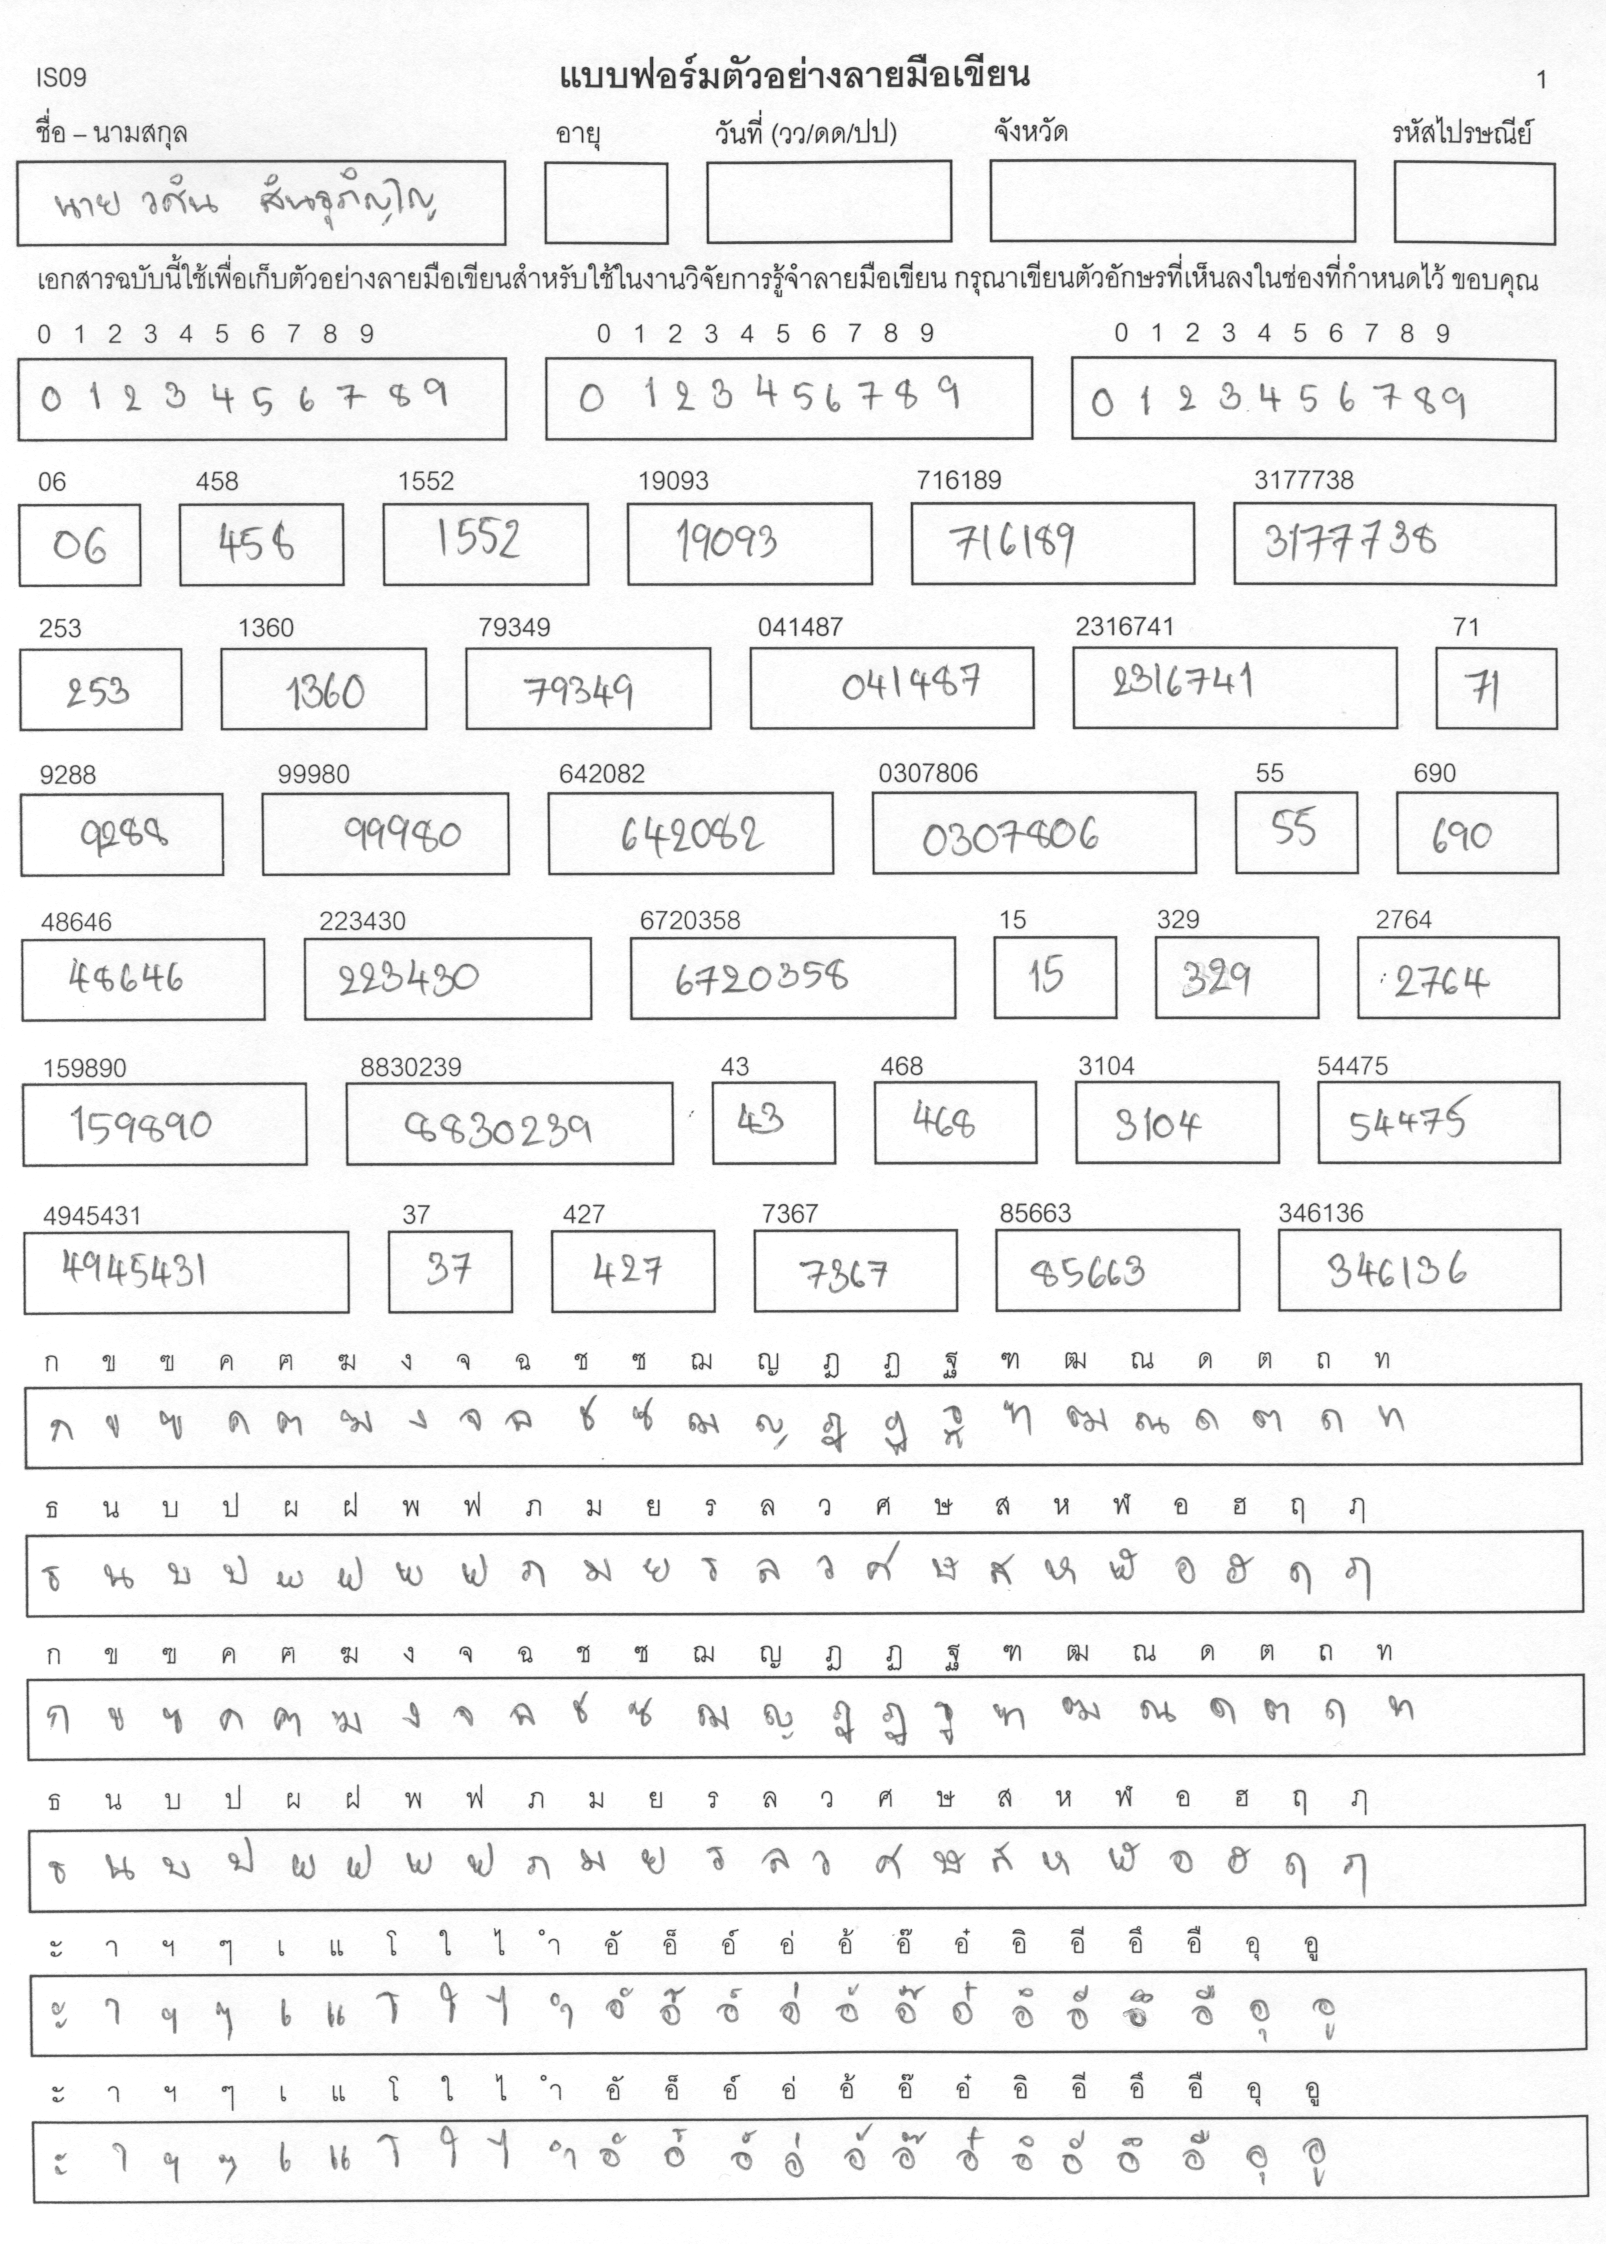 IS09 แบบฟอร์มตัวอย่างลายมือเขียน 1
ชื่อ – นามสกุล อายุ วันที่ (วว/ดด/ปป) จังหวัด รหัสไปรษณีย์
นาย วศิน
เอกสารฉบับนี้ใช้เพื่อเก็บตัวอย่างลายมือเขียนสำหรับใช้ในงานวิจัยการรู้จำลายมือเขียน กรุณาเขียนตัวอักษรที่เห็นลงในช่องที่กำหนดไว้ ขอบคุณ
0 1 2 3 4 5 6 7 8 9 0 1 2 3 4 5 6 7 8 9 0 1 2 3 4 5 6 7 8 9
0 1 2 3 4 5 6 7 8 9 0 1 2 3 4 5 6 7 8 9 0 1 2 3 4 5 6 7 8 9
06 458 1552 19093 716189 3177738
06 458 1552 19093 716189 3177738
253 1360 79349 041487 2316741 71
253 1360 79349 041487 2316741 71
9288 99980 642082 0307806 55 690
9288 99980 642082 0307806 55 690
48646 223430 6720358 15 329 2764
48646 223430 6720358 15 329 2764
159890 8830239 43 468 3104 54475
159890 8830239 43 468 3104 54475
4945431 37 427 7367 85663 346136
4945431 37 427 7367 85663 346136
ก ข ฃ ค ฅ ฆ ง จ ฉ ช ซ ฌ ญ ฎ ฏ ฐ ฑ ฒ ณ ด ต ถ ท
ก ข ฃ ค ฅ ฆ ง จ ฉ ช ซ ฌ ญ ฎ ฏ ฐ ฑ ฒ ณ ด ต ถ ท
ธ น บ ป ผ ฝ พ ฟ ภ ม ย ร ล ว ศ ษ ส ห ฬ อ ฮ ฤ ฦ
ธ น บ ป ผ ฝ พ ฟ ภ ม ย ร ล ว ศ ษ ส ห ฬ อ ฮ ฤ ฦ
ก ข ฃ ค ฅ ฆ ง จ ฉ ช ซ ฌ ญ ฎ ฏ ฐ ฑ ฒ ณ ด ต ถ ท
ก ข ฃ ค ฅ ฆ ง จ ฉ ช ซ ฌ ญ ฎ ฏ ฐ ฑ ฒ ณ ด ต ถ ท
ธ น บ ป ผ ฝ พ ฟ ภ ม ย ร ล ว ศ ษ ส ห ฬ อ ฮ ฤ ฦ
ธ น บ ป ผ ฝ พ ฟ ภ ม ย ร ล ว ศ ษ ส ห ฬ อ ฮ ฤ ฦ
ะ า ฯ ๆ เ แ โ ใ ไ ำ อั อ็ อ์ อ่ อ้ อ๊ อ๋ อิ อี อึ อื อุ อู
ะ า ฯ ๆ เ แ โ ใ ไ ำ อั อ็ อ์ อ่ อ้ อ๊ อ๋ อิ อี อึ อื อุ อู
ะ า ฯ ๆ เ แ โ ใ ไ ำ อั อ็ อ์ อ่ อ้ อ๊ อ๋ อิ อี อึ อื อุ อู
ะ า ฯ ๆ เ แ โ ใ ไ ำ อั อ็ อ์ อ่ อ้ อ๊ อ๋ อิ อี อึ อื อุ อู